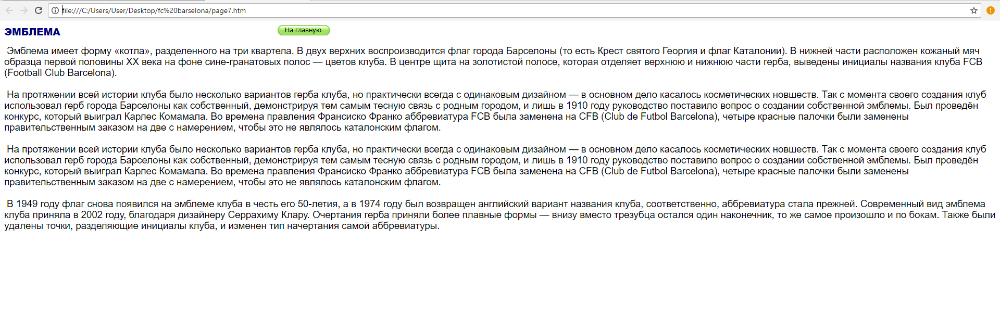 file:///C:/Users/User/Desktop/fc%20barselona/page7.htm
ЭМБЛЕМА
На главную
Эмблема имеет форму «котла», разделенного на три квартела. В двух верхних воспроизводится флаг города Барселоны (то есть Крест святого Георгия и флаг Каталонии). В нижней части расположен кожаный мяч
образца первой половины XX века на фоне сине-гранатовых полос — цветов клуба. В центре щита на золотистой полосе, которая отделяет верхнюю и нижнюю части герба, выведены инициалы названия клуба FCB
(Football Club Barcelona).
На протяжении всей истории клуба было несколько вариантов герба клуба, но практически всегда с одинаковым дизайном — в основном дело касалось косметических новшеств. Так с момента своего создания клуб
использовал герб города Барселоны как собственный, демонстрируя тем самым тесную связь с родным городом, и лишь в 1910 году руководство поставило вопрос о создании собственной эмблемы. Был проведён
конкурс, который выиграл Карлес Комамала. Во времена правления Франсиско Франко аббревиатура FCB была заменена на CFB (Club de Futbol Barcelona), четыре красные палочки были заменены
правительственным заказом на две с намерением, чтобы это не являлось каталонским флагом.
На протяжении всей истории клуба было несколько вариантов герба клуба, но практически всегда с одинаковым дизайном — в основном дело касалось косметических новшеств. Так с момента своего создания клуб
использовал герб города Барселоны как собственный, демонстрируя тем самым тесную связь с родным городом, и лишь в 1910 году руководство поставило вопрос о создании собственной эмблемы. Был проведён
конкурс, который выиграл Карлес Комамала. Во времена правления Франсиско Франко аббревиатура FCB была заменена на CFB (Club de Futbol Barcelona), четыре красные палочки были заменены
правительственным заказом на две с намерением, чтобы это не являлось каталонским флагом.
В 1949 году флаг снова появился на эмблеме клуба в честь его 50-летия, а в 1974 году был возвращен английский вариант названия клуба, соответственно, аббревиатура стала прежней. Современный вид эмблема
клуба приняла в 2002 году, благодаря дизайнеру Серрахиму Клару. Очертания герба приняли более плавные формы — внизу вместо трезубца остался один наконечник, то же самое произошло и по бокам. Также были
удалены точки, разделяющие инициалы клуба, и изменен тип начертания самой аббревиатуры.